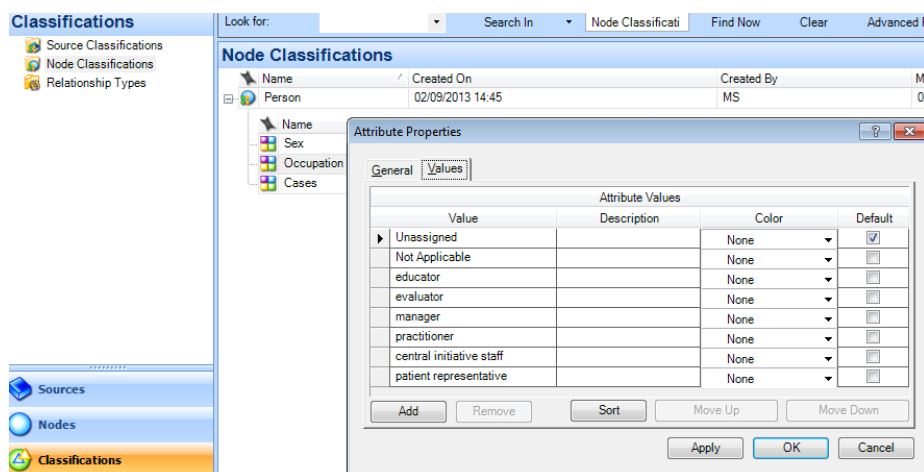 Classifications
Source Classifications
Node Classifications
Relationship Types
Sources
Nodes
Classifications
Look for: Search In Node Classificati Find Now Clear Advanced
Node Classifications
Name Created On Created By M
Person 02/09/2013 14:45 MS 0
Name
Sex
Occupation
Cases
Attribute Properties
General Values
Attribute Values
Value Description Color Default
Unassigned None
Not Applicable None
educator None
evaluator None
manager None
practitioner None
central initiative staff None
patient representative None
Add Remove Sort Move Up Move Down
Apply OK Cancel